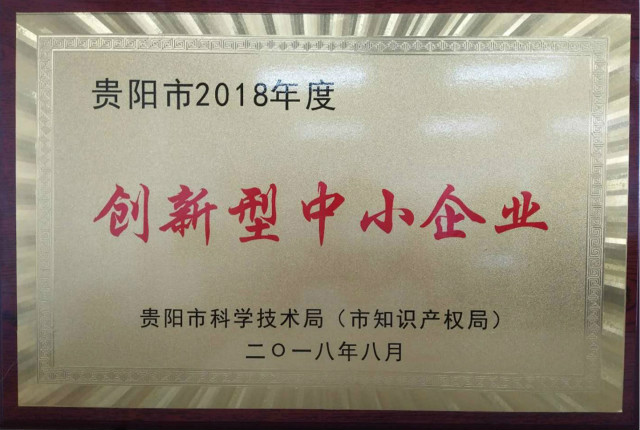 贵阳市2018年度
创新型中小企业
贵阳市科学技术局（市知识产权局）
二〇一八年八月